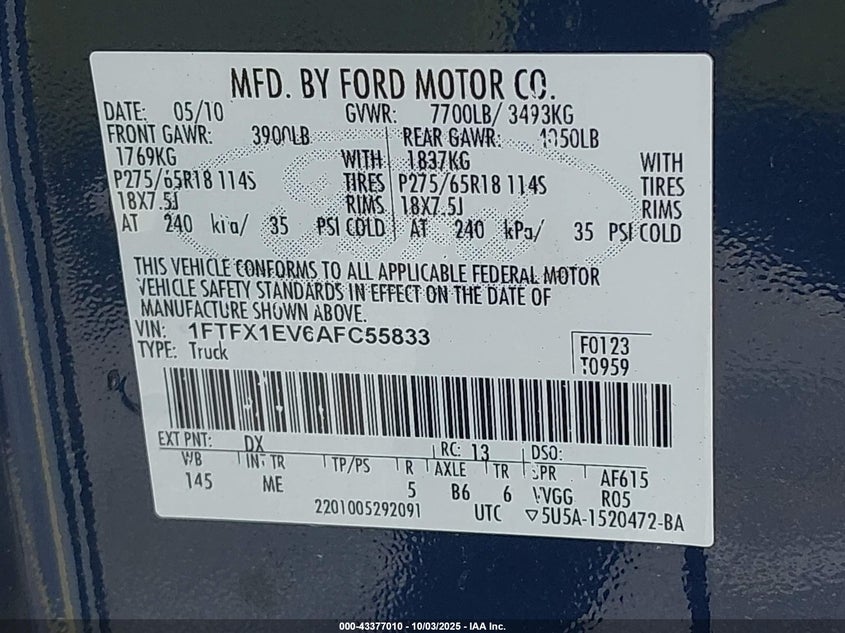 MFD. BY FORD MOTOR CO.
DATE: 05/10 GVWR: 7700LB/ 3493KG
FRONT GAWR: 3900LB REAR GAWR: 4050LB
1769KG WITH 1837KG WITH
P275/65R18 114S TIRES P275/65R18 114S TIRES
18X7.5J RIMS 18X7.5J RIMS
AT 240 kPa/ 35 PSI COLD AT 240 kPa/ 35 PSI COLD
THIS VEHICLE CONFORMS TO ALL APPLICABLE FEDERAL MOTOR
VEHICLE SAFETY STANDARDS IN EFFECT ON THE DATE OF
MANUFACTURE SHOWN ABOVE.
VIN: 1FTFX1EV6AFC55833
TYPE: Truck
F0123
T0959
EXT PNT: DX RC: 13 DSO:
WB INT TR TP/PS R AXLE TR SPR AF615
145 ME 5 B6 6 VVGG R05
2201005292091 UTC ▽5U5A-1520472-BA
000-43377010 - 10/03/2025 - IAA Inc.